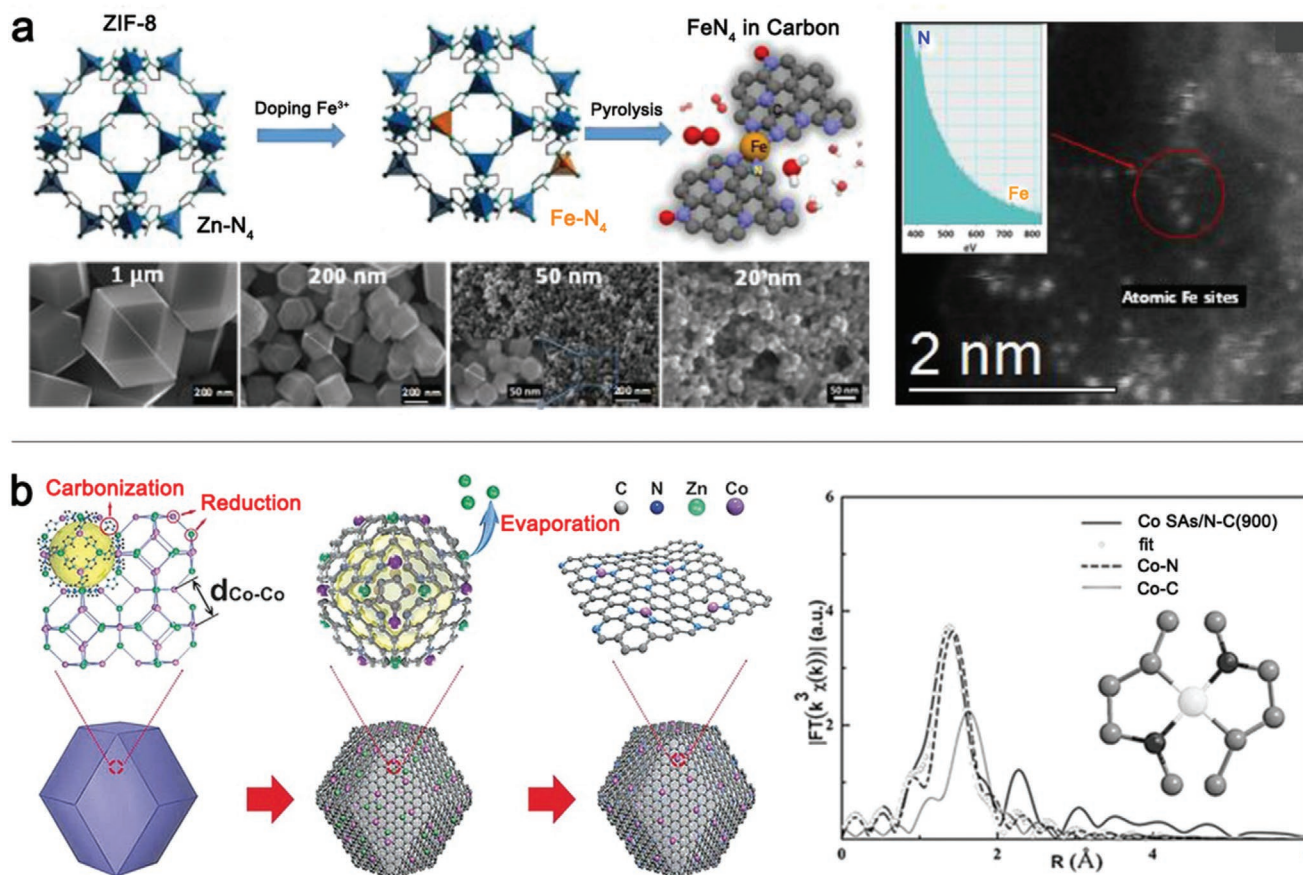 a
ZIF-8
Doping Fe³⁺
Pyrolysis
FeN₄ in Carbon
C
Fe
N
Zn-N₄
Fe-N₄
1 µm
200 nm
50 nm
20 nm
200 nm
200 nm
50 nm
200 nm
50 nm
N
Fe
400 500 600 700 800
eV
Atomic Fe sites
2 nm
b
Carbonization
Reduction
dCo-Co
Evaporation
C N Zn Co
6
4
2
0
0 2 4
|FT(k³χ(k))| (a.u.)
R (Å)
Co SAs/N-C(900)
fit
Co-N
Co-C